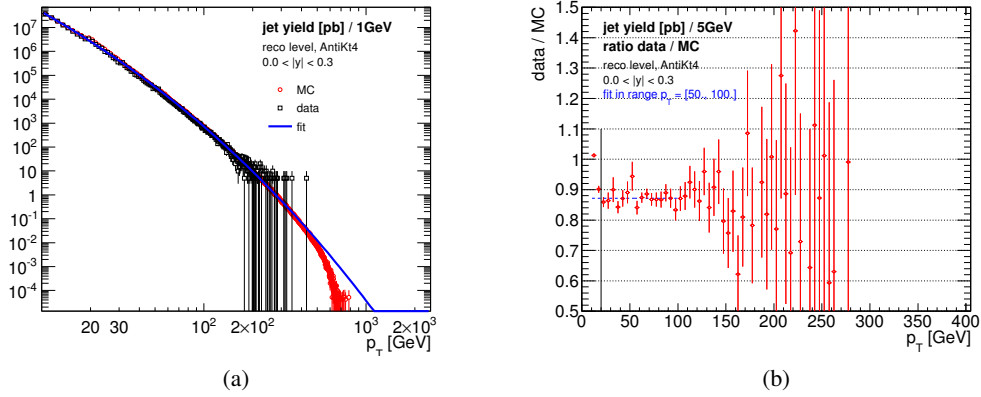 jet yield [pb] / 1GeV
reco level, AntiKt4
0.0 < |y| < 0.3
MC
data
fit
10^7
10^6
10^5
10^4
10^3
10^2
10
1
10^-1
10^-2
10^-3
10^-4
20 30 10^2 2×10^2 10^3 2×10^3
p_T [GeV]
(a)
data / MC
jet yield [pb] / 5GeV
ratio data / MC
reco level, AntiKt4
0.0 < |y| < 0.3
fit in range p_T = [50.. 100.]
1.5
1.4
1.3
1.2
1.1
1
0.9
0.8
0.7
0.6
0.5
0 50 100 150 200 250 300 350 400
p_T [GeV]
(b)